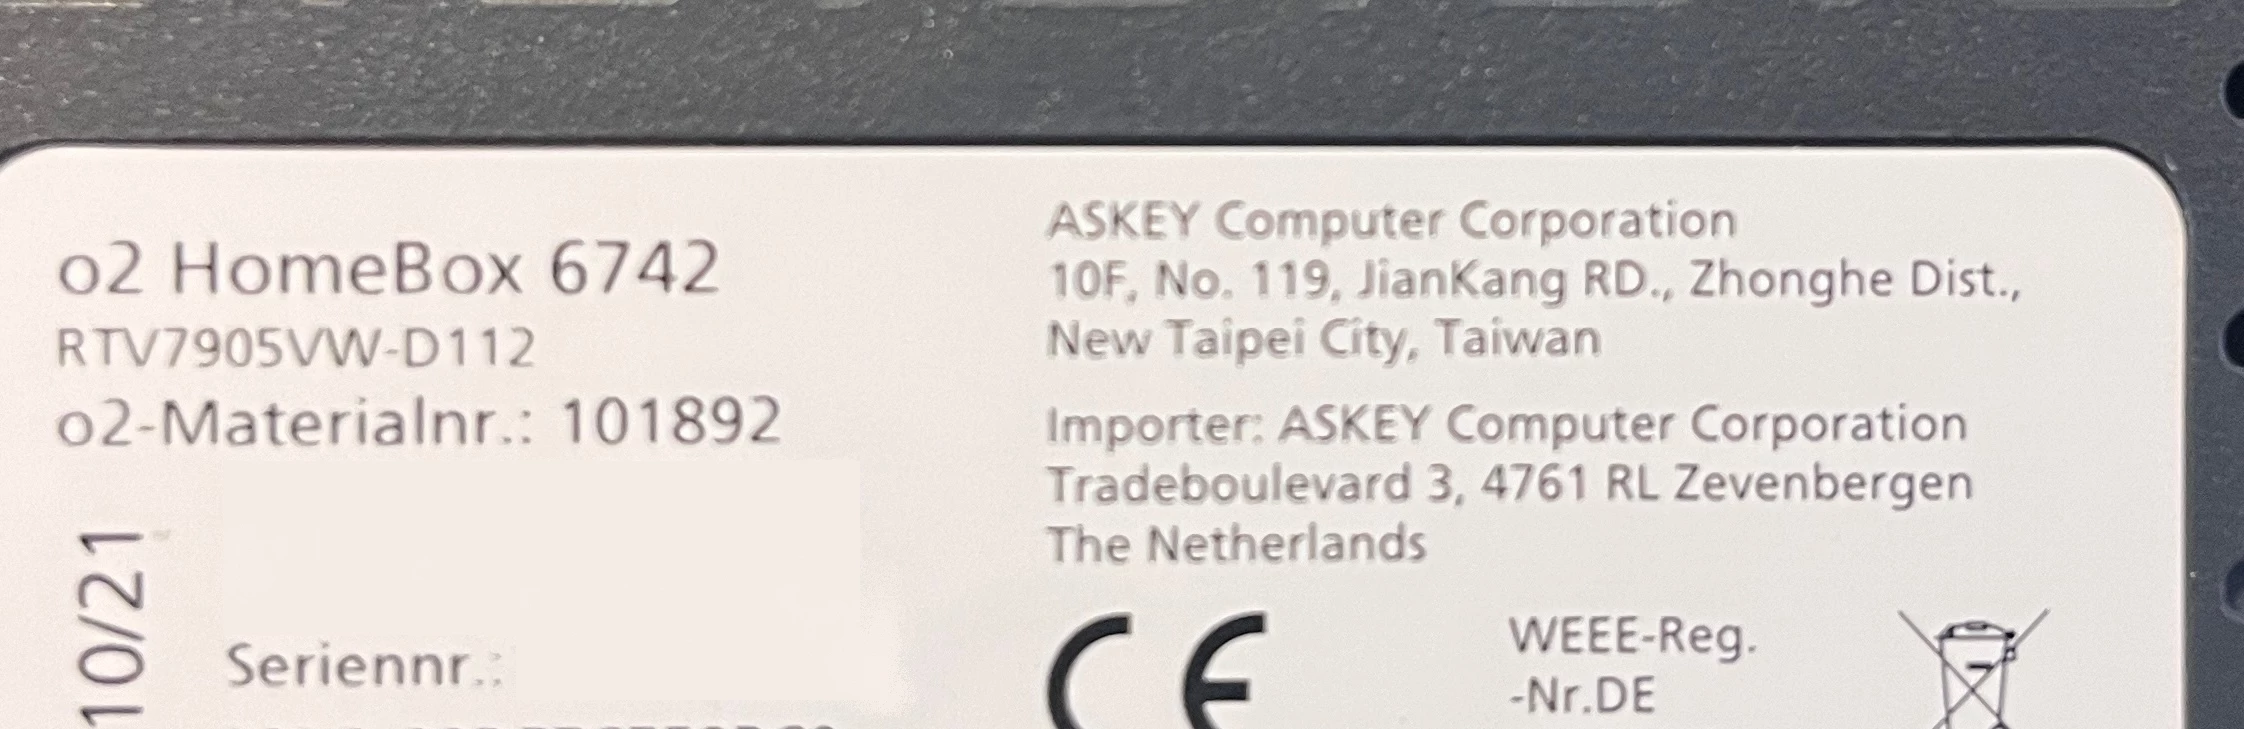 o2 HomeBox 6742
RTV7905VW-D112
o2-Materialnr.: 101892
10/21
Seriennr.:
ASKEY Computer Corporation
10F, No. 119, JianKang RD., Zhonghe Dist.,
New Taipei City, Taiwan
Importer: ASKEY Computer Corporation
Tradeboulevard 3, 4761 RL Zevenbergen
The Netherlands
CE
WEEE-Reg.
-Nr.DE